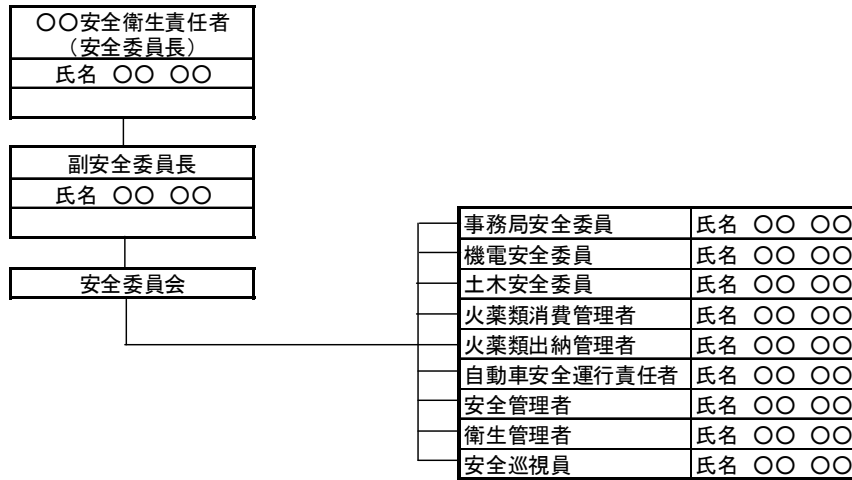 〇〇安全衛生責任者
（安全委員長）
氏名 〇〇 〇〇
副安全委員長
氏名 〇〇 〇〇
安全委員会
事務局安全委員 氏名 〇〇 〇〇
機電安全委員 氏名 〇〇 〇〇
土木安全委員 氏名 〇〇 〇〇
火薬類消費管理者 氏名 〇〇 〇〇
火薬類出納管理者 氏名 〇〇 〇〇
自動車安全運行責任者 氏名 〇〇 〇〇
安全管理者 氏名 〇〇 〇〇
衛生管理者 氏名 〇〇 〇〇
安全巡視員 氏名 〇〇 〇〇